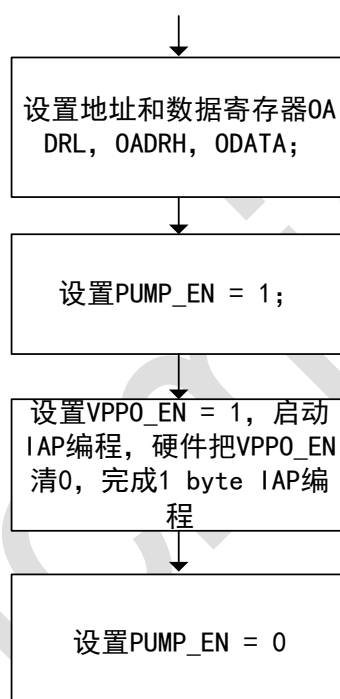 设置地址和数据寄存器OA
DRL，OADRH，ODATA；
设置PUMP_EN = 1；
设置VPPO_EN = 1，启动
IAP编程，硬件把VPPO_EN
清0，完成1 byte IAP编
程
设置PUMP_EN = 0